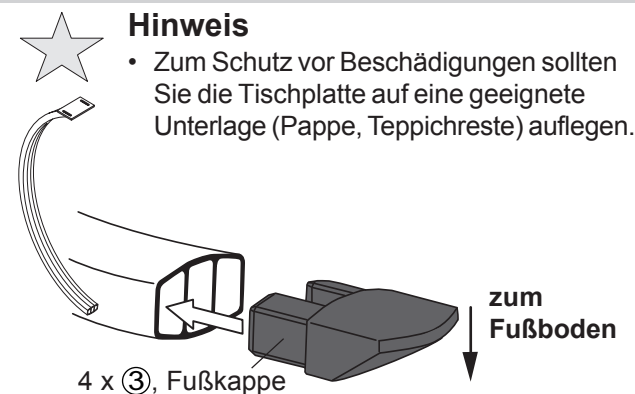 Hinweis
• Zum Schutz vor Beschädigungen sollten
Sie die Tischplatte auf eine geeignete
Unterlage (Pappe, Teppichreste) auflegen.
zum
Fußboden
4 x ③, Fußkappe